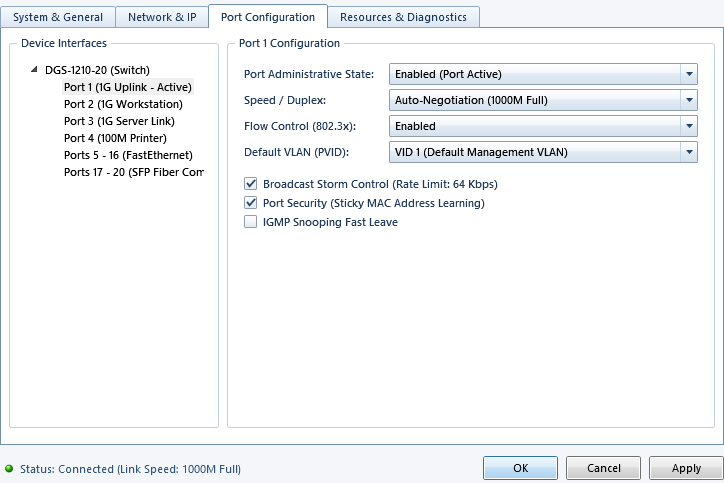 System & General
Network & IP
Port Configuration
Resources & Diagnostics
Device Interfaces
DGS-1210-20 (Switch)
Port 1 (1G Uplink - Active)
Port 2 (1G Workstation)
Port 3 (1G Server Link)
Port 4 (100M Printer)
Ports 5 - 16 (FastEthernet)
Ports 17 - 20 (SFP Fiber Com
Port 1 Configuration
Port Administrative State: Enabled (Port Active)
Speed / Duplex: Auto-Negotiation (1000M Full)
Flow Control (802.3x): Enabled
Default VLAN (PVID): VID 1 (Default Management VLAN)
Broadcast Storm Control (Rate Limit: 64 Kbps)
Port Security (Sticky MAC Address Learning)
IGMP Snooping Fast Leave
Status: Connected (Link Speed: 1000M Full)
OK
Cancel
Apply